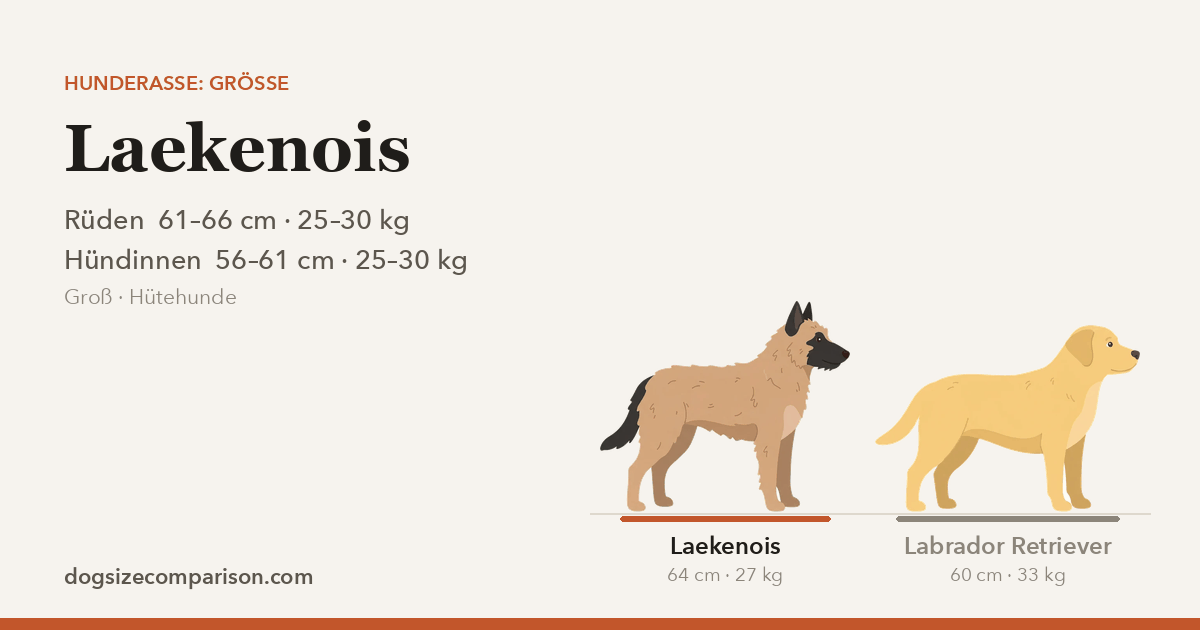 HUNDERASSE: GRÖSSE
Laekenois
Rüden 61–66 cm · 25–30 kg
Hündinnen 56–61 cm · 25–30 kg
Groß · Hütehunde
Laekenois
64 cm · 27 kg
Labrador Retriever
60 cm · 33 kg
dogsizecomparison.com